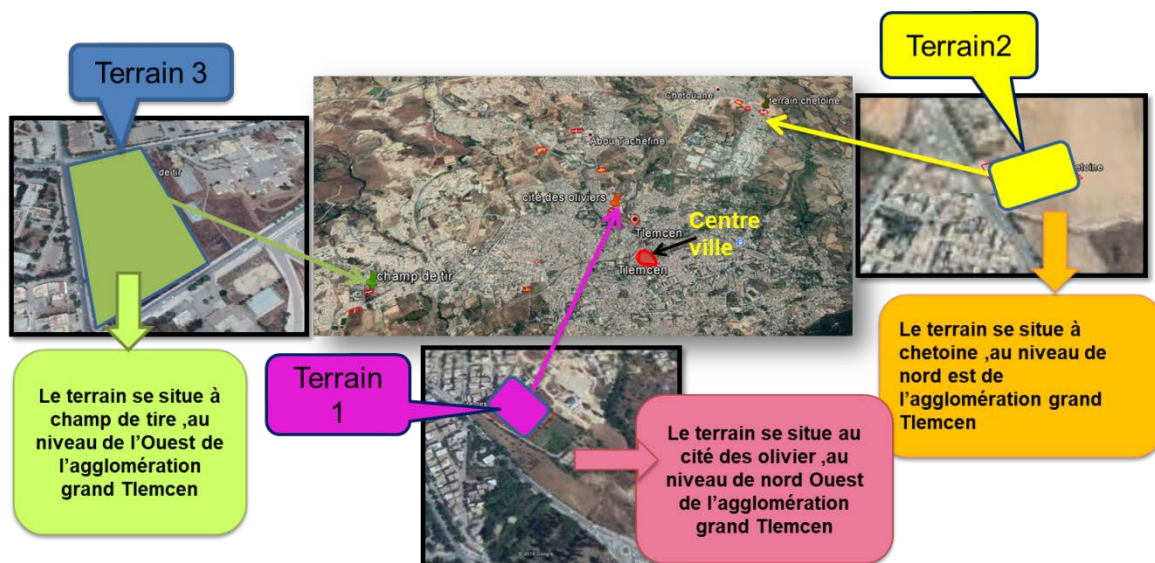 Terrain 3
de tir
Le terrain se situe à
champ de tire ,au
niveau de l’Ouest de
l’agglomération
grand Tlemcen
chetouane
terrain chetoine
Abou Tachefine
cité des oliviers
Tlemcen
Centre
ville
Tlemcen
champ de tir
Terrain
1
Le terrain se situe au
cité des olivier ,au
niveau de nord Ouest
de l’agglomération
grand Tlemcen
Terrain2
etoine
Le terrain se situe à
chetoine ,au niveau de
nord est de
l’agglomération grand
Tlemcen